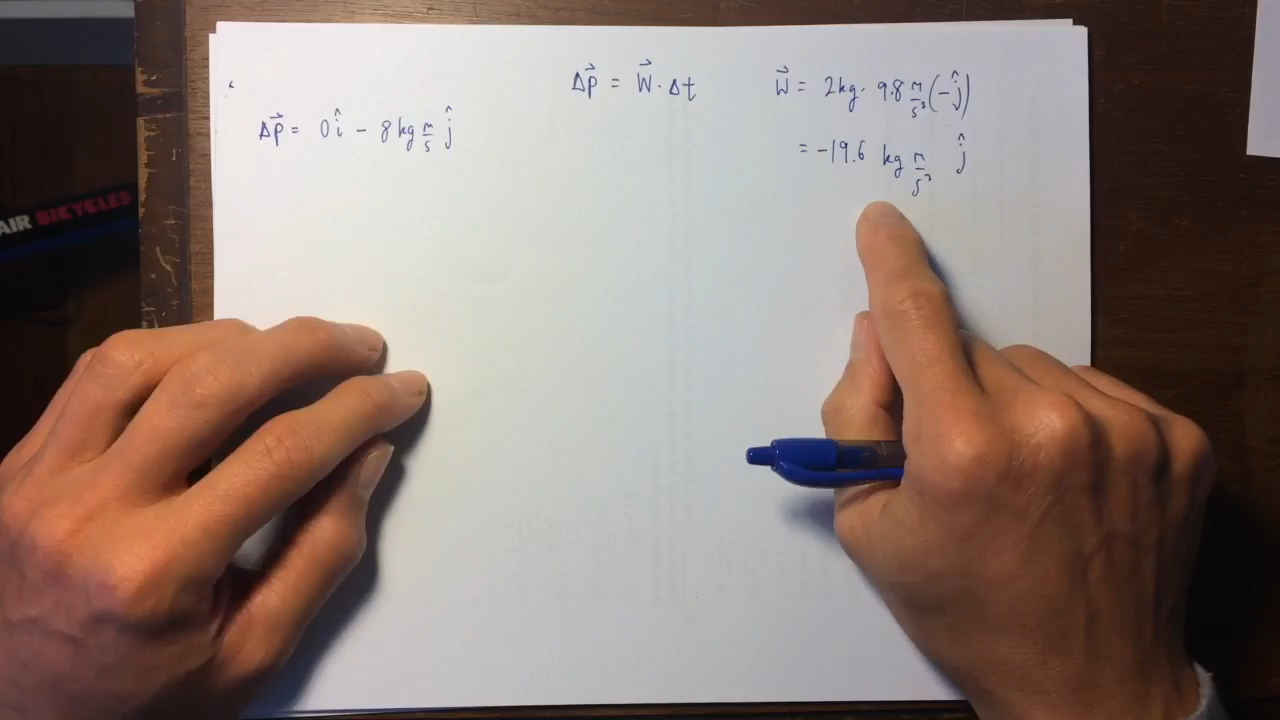 Δp⃗ = W⃗ · Δt
W⃗ = 2kg · 9.8 m/s² (-ĵ)
Δp⃗ = 0î - 8 kg m/s ĵ
= -19.6 kg m/s² ĵ
AIR BICYCLES